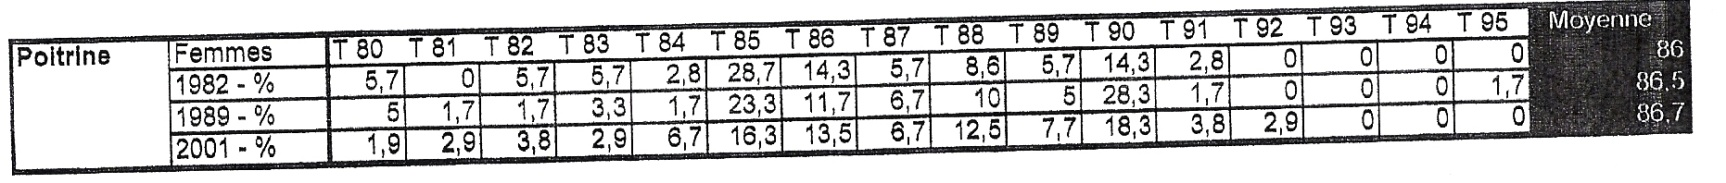 Poitrine Femmes T 80 T 81 T 82 T 83 T 84 T 85 T 86 T 87 T 88 T 89 T 90 T 91 T 92 T 93 T 94 T 95 Moyenne
1982 - % 5,7 0 5,7 5,7 2,8 28,7 14,3 5,7 8,6 5,7 14,3 2,8 0 0 0 0 86
1989 - % 5 1,7 1,7 3,3 1,7 23,3 11,7 6,7 10 5 28,3 1,7 0 0 0 1,7 86,5
2001 - % 1,9 2,9 3,8 2,9 6,7 16,3 13,5 6,7 12,5 7,7 18,3 3,8 2,9 0 0 0 86,7